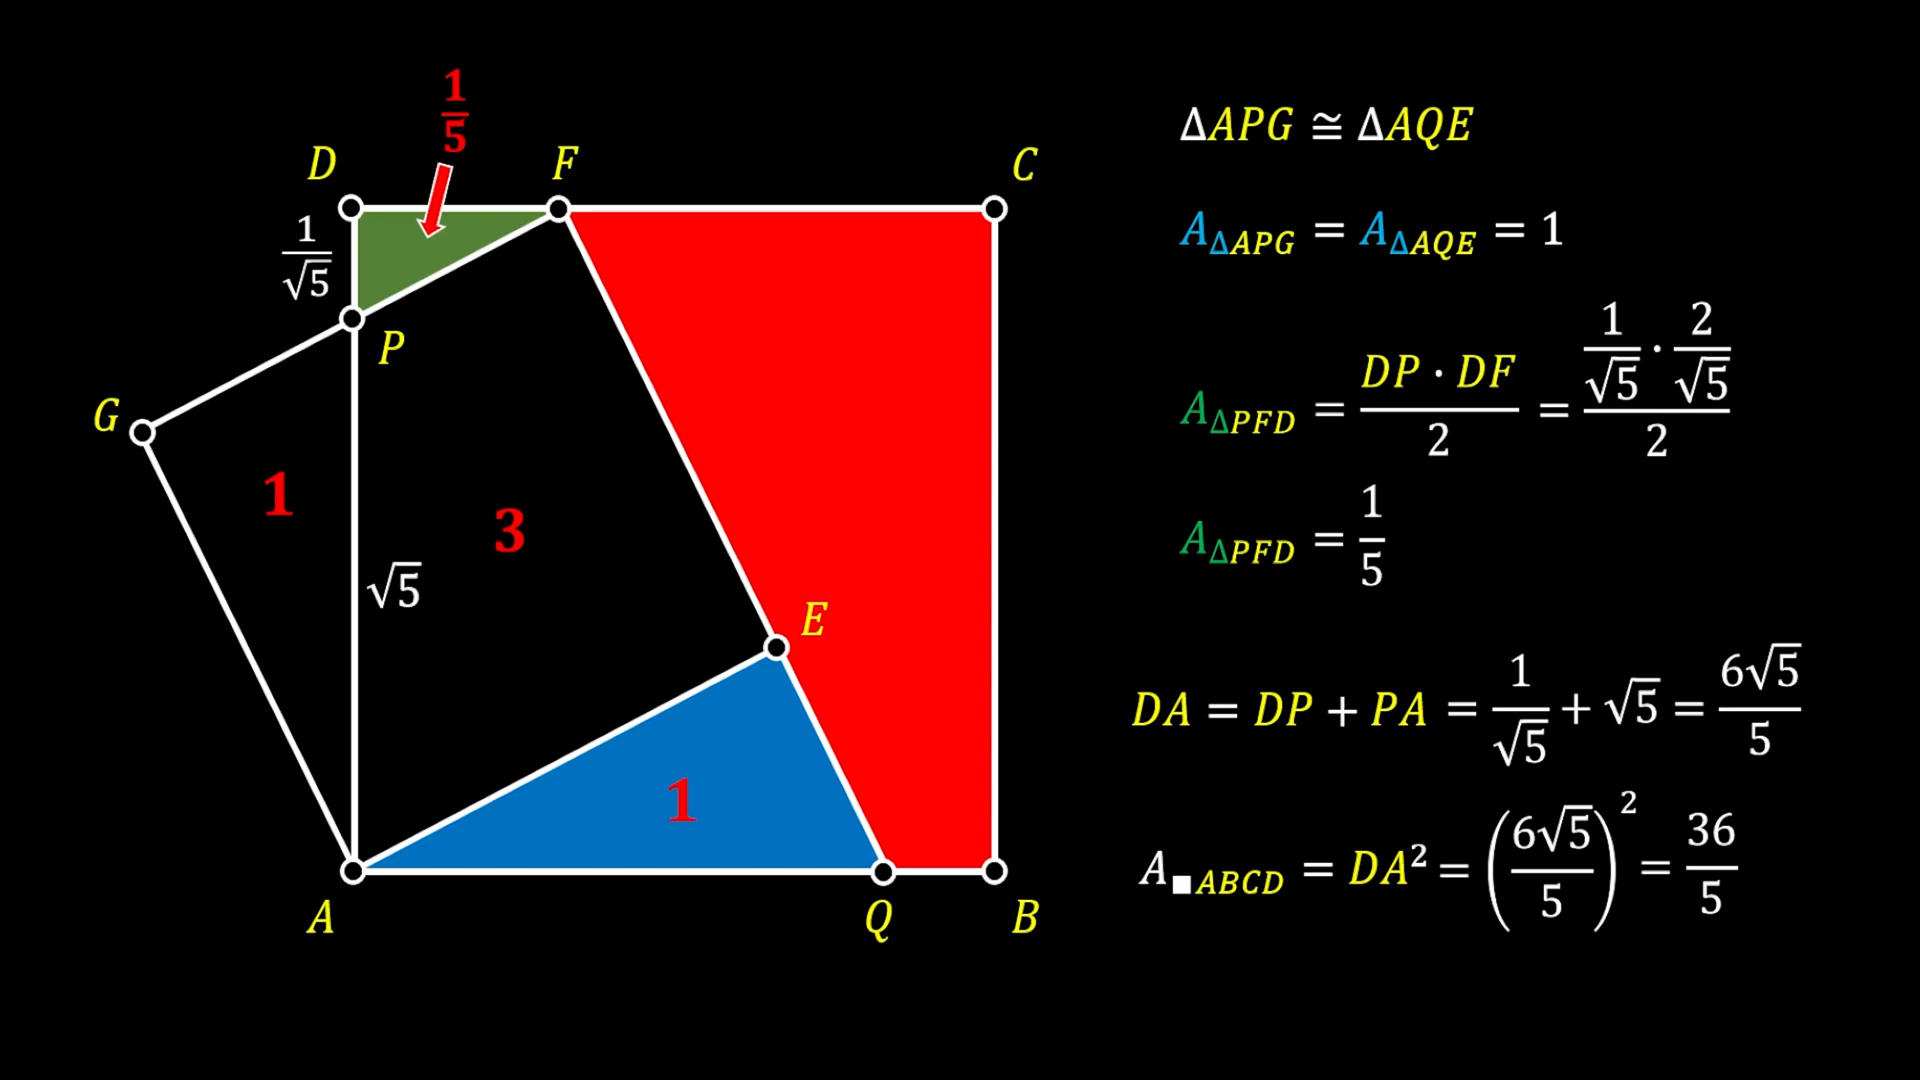 1/5
D F C
1/√5
P
G
1
3
√5
E
1
A Q B
ΔAPG ≅ ΔAQE
A_ΔAPG = A_ΔAQE = 1
A_ΔPFD = (DP · DF)/2 = (1/√5 · 2/√5)/2
A_ΔPFD = 1/5
DA = DP + PA = 1/√5 + √5 = 6√5/5
A_■ABCD = DA² = (6√5/5)² = 36/5